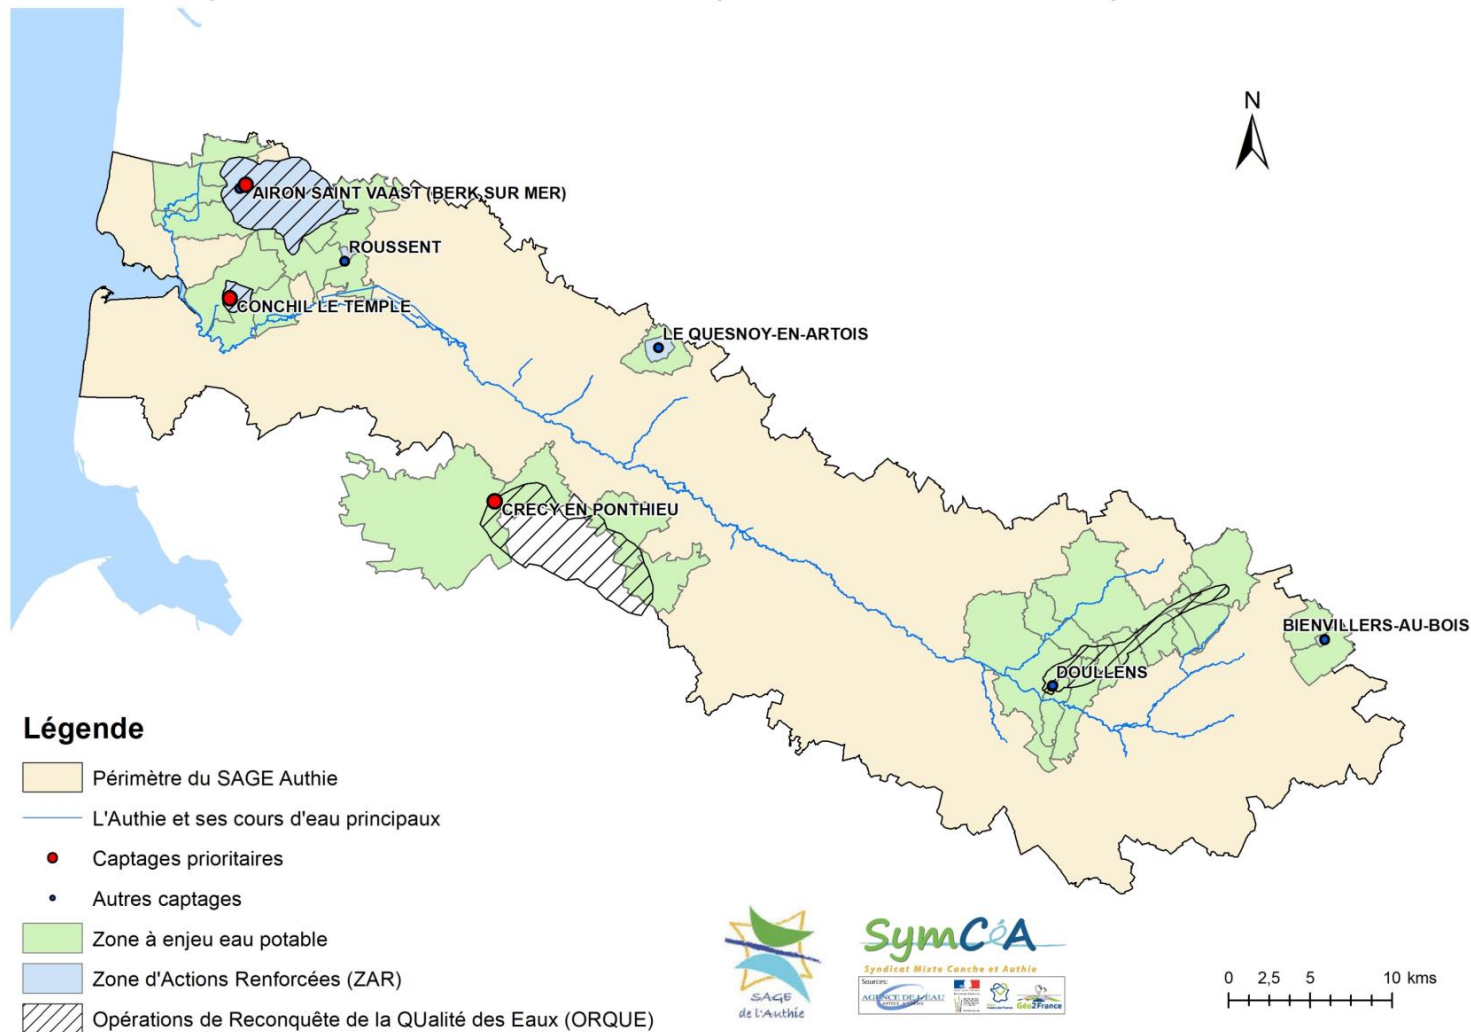 N
AIRON SAINT VAAST (BERK SUR MER)
ROUSSENT
CONCHIL LE TEMPLE
LE QUESNOY-EN-ARTOIS
CRECY EN PONTHIEU
BIENVILLERS-AU-BOIS
DOULLENS
Légende
Périmètre du SAGE Authie
L'Authie et ses cours d'eau principaux
Captages prioritaires
Autres captages
Zone à enjeu eau potable
Zone d'Actions Renforcées (ZAR)
Opérations de Reconquête de la QUalité des Eaux (ORQUE)
SAGE
de l'Authie
SymCéA
Syndicat Mixte Canche et Authie
Sources:
AGENCE DE L'EAU
Géo2France
0 2,5 5 10 kms